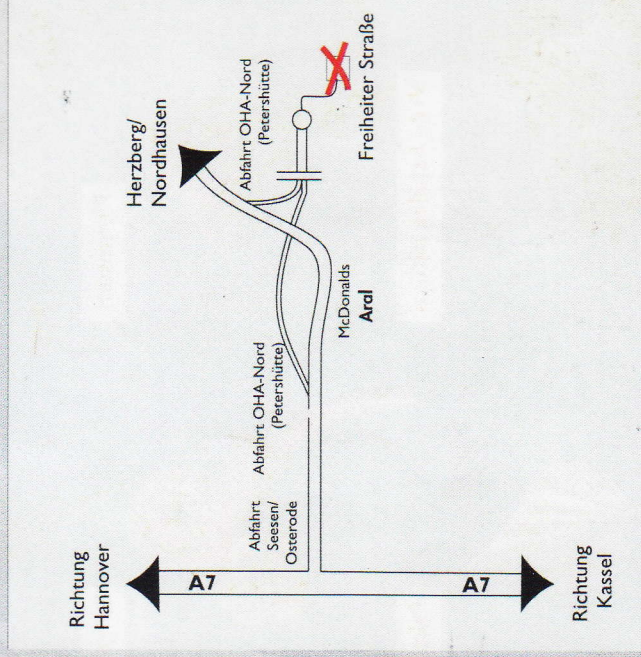 Richtung
Hannover
A7
Abfahrt
Seesen/
Osterode
Abfahrt OHA-Nord
(Petershütte)
Herzberg/
Nordhausen
Abfahrt OHA-Nord
(Petershütte)
Freiheiter Straße
McDonalds
Aral
A7
Richtung
Kassel